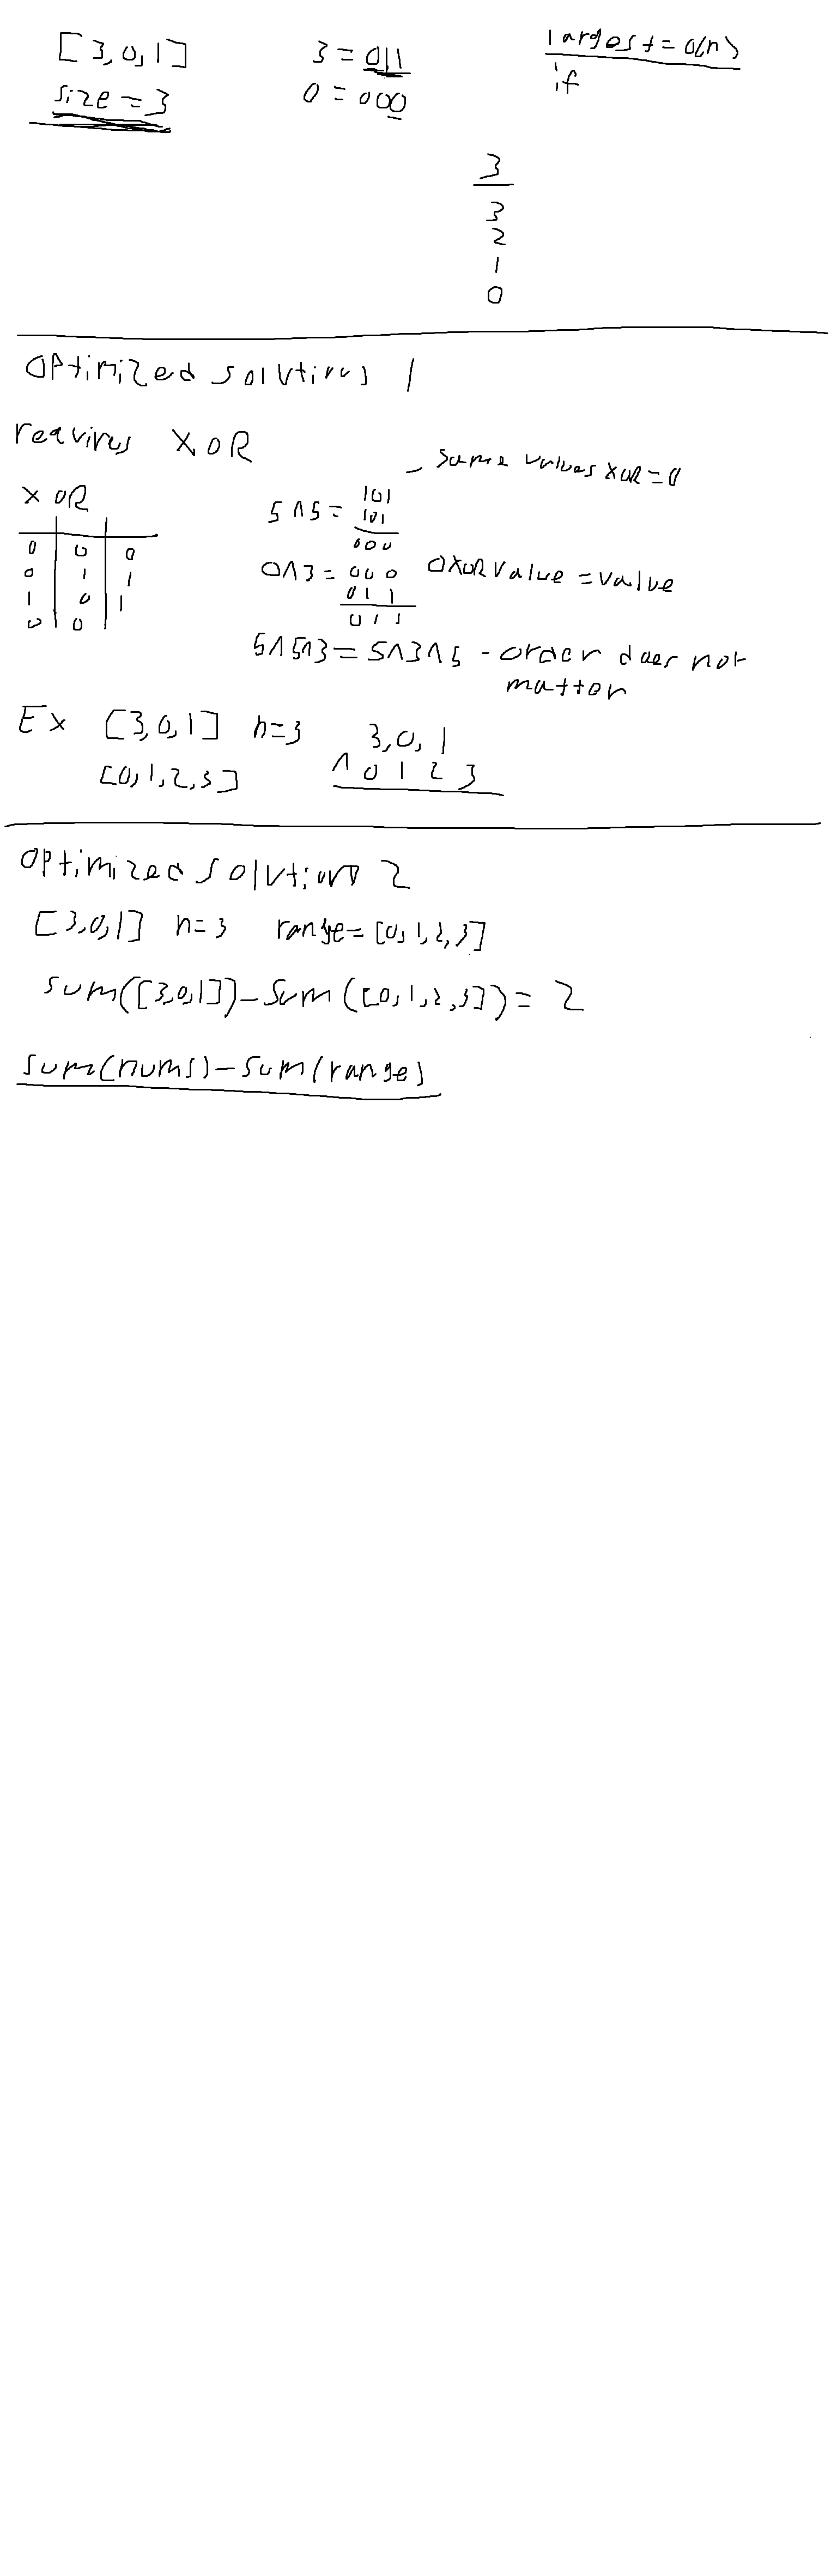 [3,0,1]
size = 3
3 = 011
0 = 000
largest = o(n)
if
3
3
2
1
0
optimized solutions 1
requires XOR
- same values XOR = 0
XOR
0 0 0
0 1 1
1 0 1
0 0
5^5 = 101
101
000
0^3 = 000
011
011
0 XOR value = value
5^5^3 = 5^3^5 - order does not
matter
Ex [3,0,1] n=3
[0,1,2,3]
3,0,1
^ 0 1 2 3
optimized solution 2
[3,0,1] n=3 range=[0,1,2,3]
sum([3,0,1])-sum([0,1,2,3]) = 2
sum(nums)-sum(range)